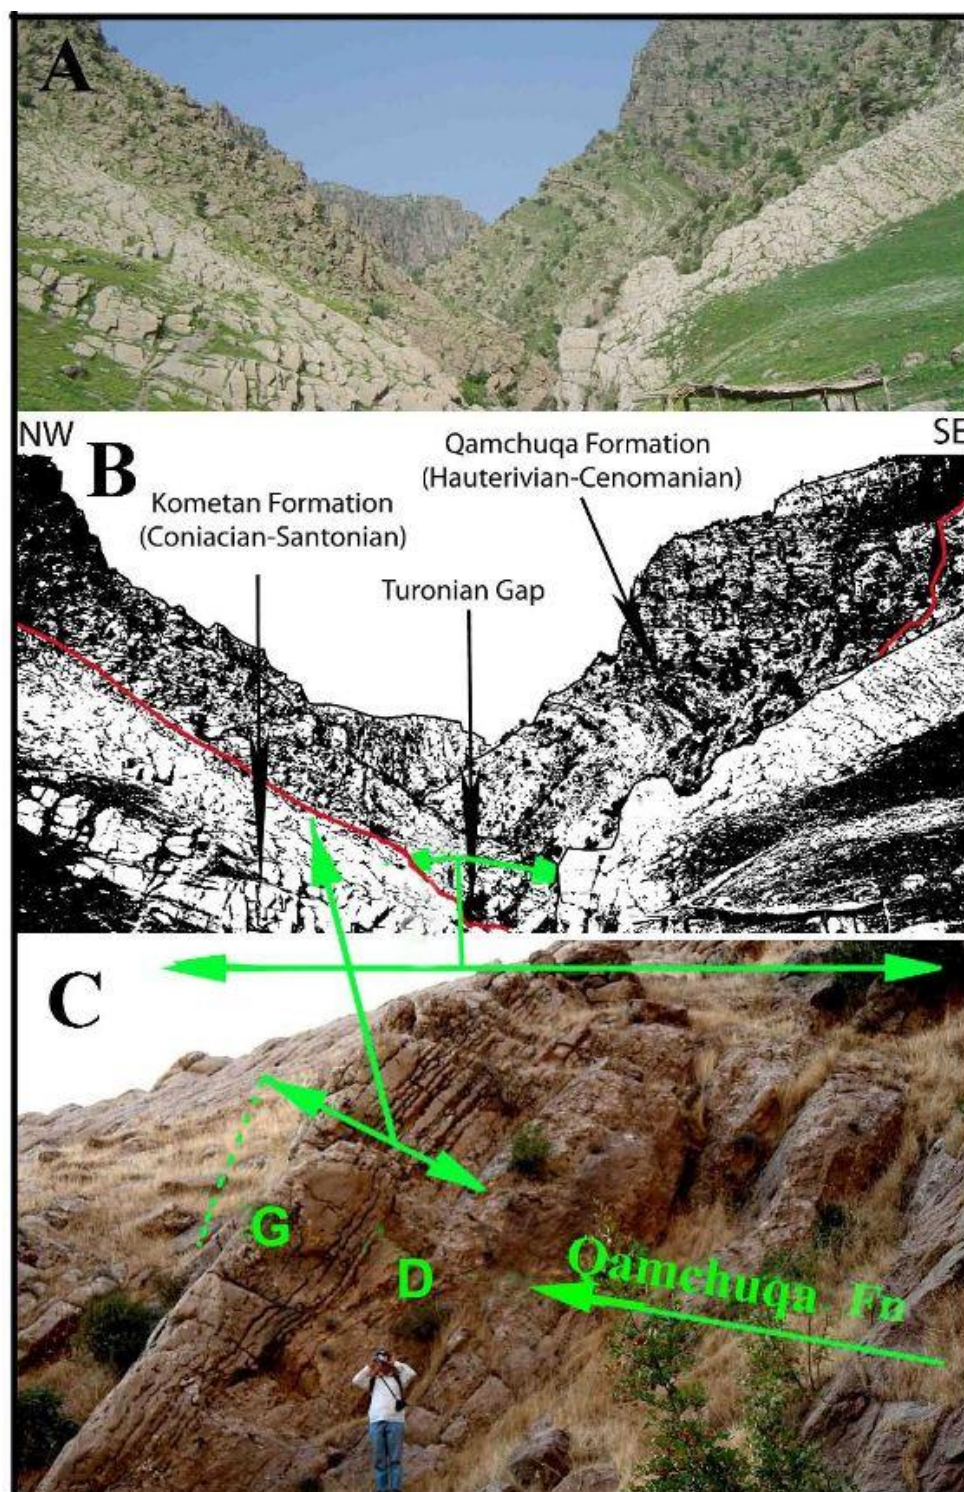 A
NW
B
SE
Qamchuqa Formation
(Hauterivian-Cenomanian)
Kometan Formation
(Coniacian-Santonian)
Turonian Gap
C
G
D
Qamchuqa Fn